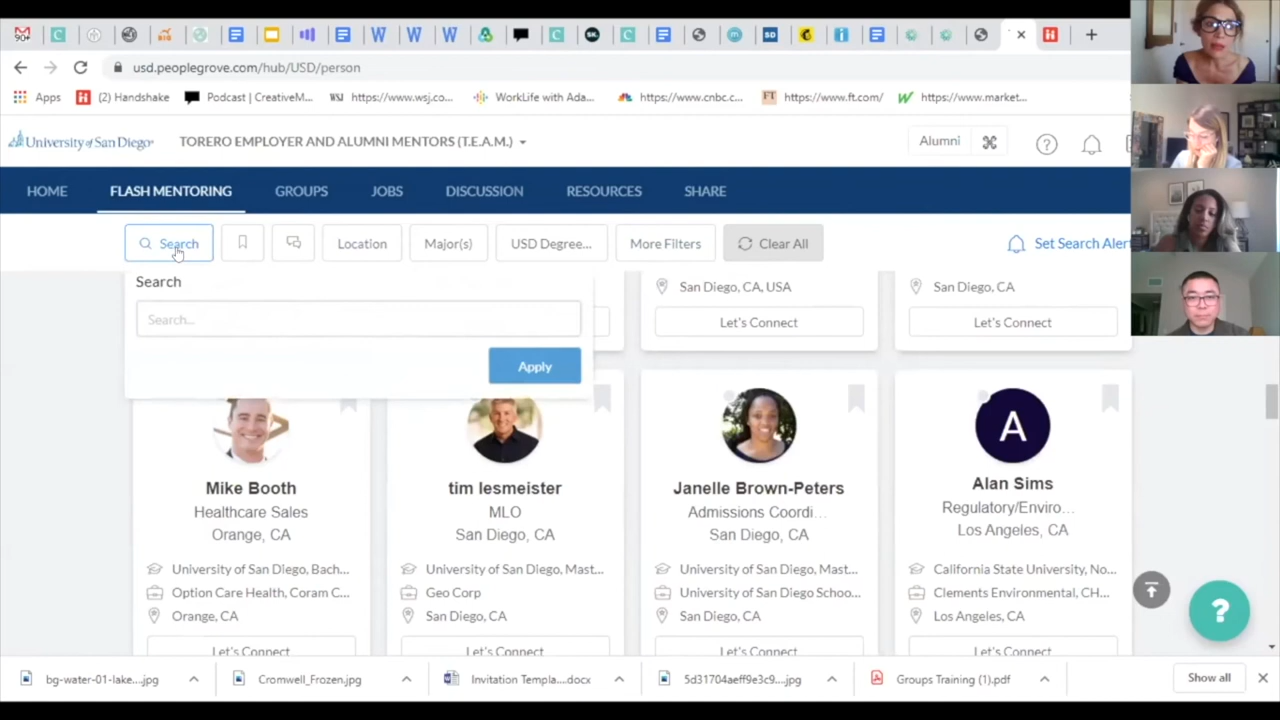 90+
SK.
BD
usd.peoplegrove.com/hub/USD/person
Apps
(2) Handshake
Podcast | CreativeM...
WSJ https://www.wsj.co...
WorkLife with Ada...
https://www.cnbc.c...
FT https://www.ft.com/
https://www.market...
University of San Diego
TORERO EMPLOYER AND ALUMNI MENTORS (T.E.A.M.)
Alumni
HOME
FLASH MENTORING
GROUPS
JOBS
DISCUSSION
RESOURCES
SHARE
Search
Location
Major(s)
USD Degree...
More Filters
Clear All
Set Search Alert
Search
Search...
Apply
San Diego, CA, USA
Let's Connect
San Diego, CA
Let's Connect
Mike Booth
Healthcare Sales
Orange, CA
University of San Diego, Bach...
Option Care Health, Coram C...
Orange, CA
Let's Connect
tim lesmeister
MLO
San Diego, CA
University of San Diego, Mast...
Geo Corp
San Diego, CA
Let's Connect
Janelle Brown-Peters
Admissions Coordi...
San Diego, CA
University of San Diego, Mast...
University of San Diego Schoo...
San Diego, CA
Let's Connect
A
Alan Sims
Regulatory/Enviro...
Los Angeles, CA
California State University, No...
Clements Environmental, CH...
Los Angeles, CA
Let's Connect
?
bg-water-01-lake....jpg
Cromwell_Frozen.jpg
Invitation Templa....docx
5d31704aeff9e3c9....jpg
Groups Training (1).pdf
Show all